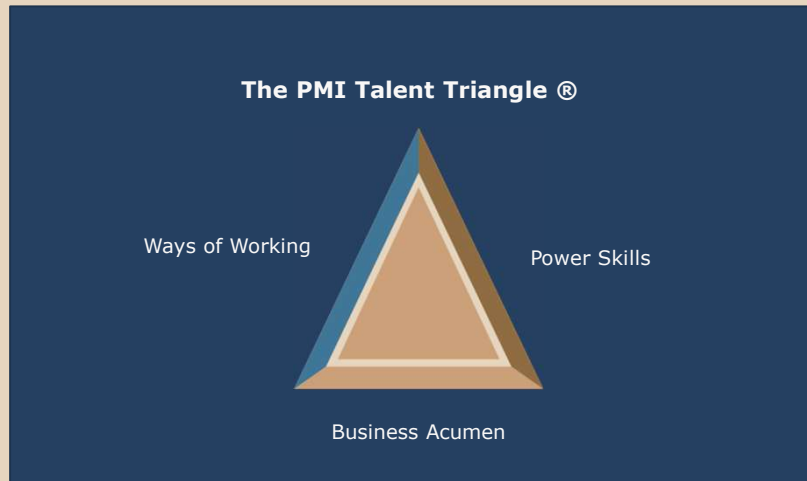 The PMI Talent Triangle ®
Ways of Working
Power Skills
Business Acumen